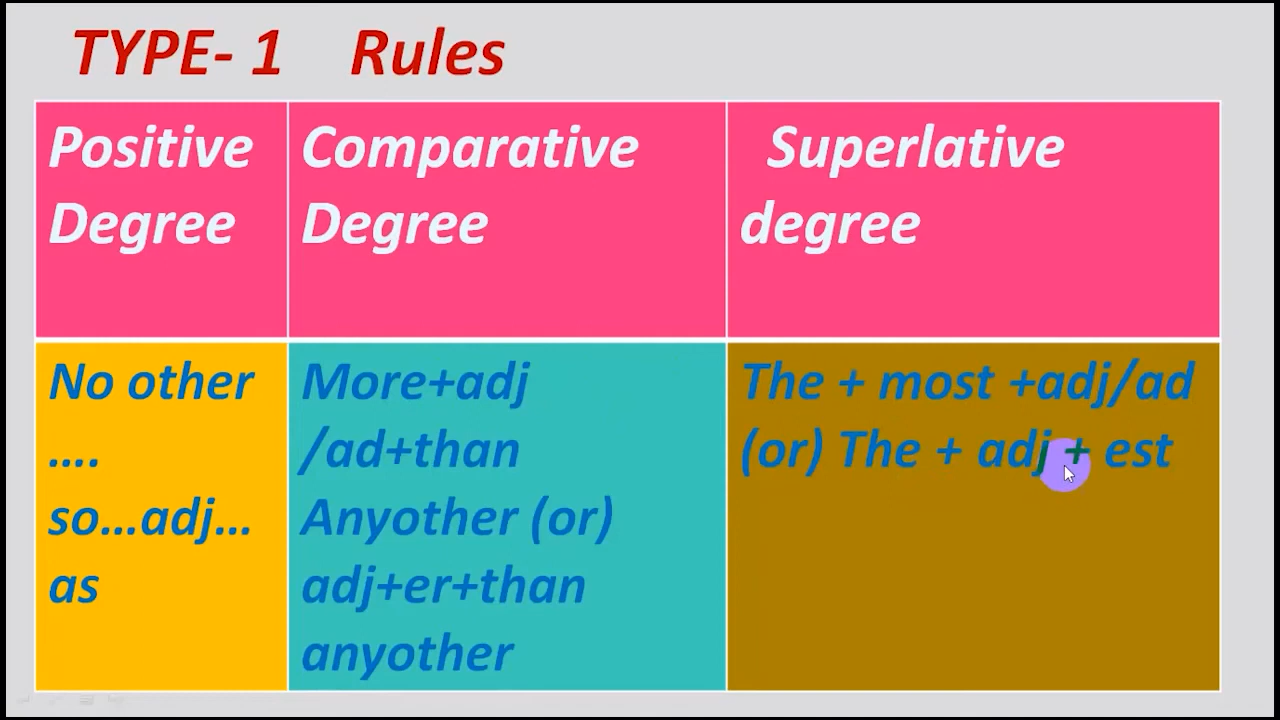 TYPE- 1 Rules
Positive
Degree
Comparative
Degree
Superlative
degree
No other
....
so...adj...
as
More+adj
/ad+than
Anyother (or)
adj+er+than
anyother
The + most +adj/ad
(or) The + adj + est